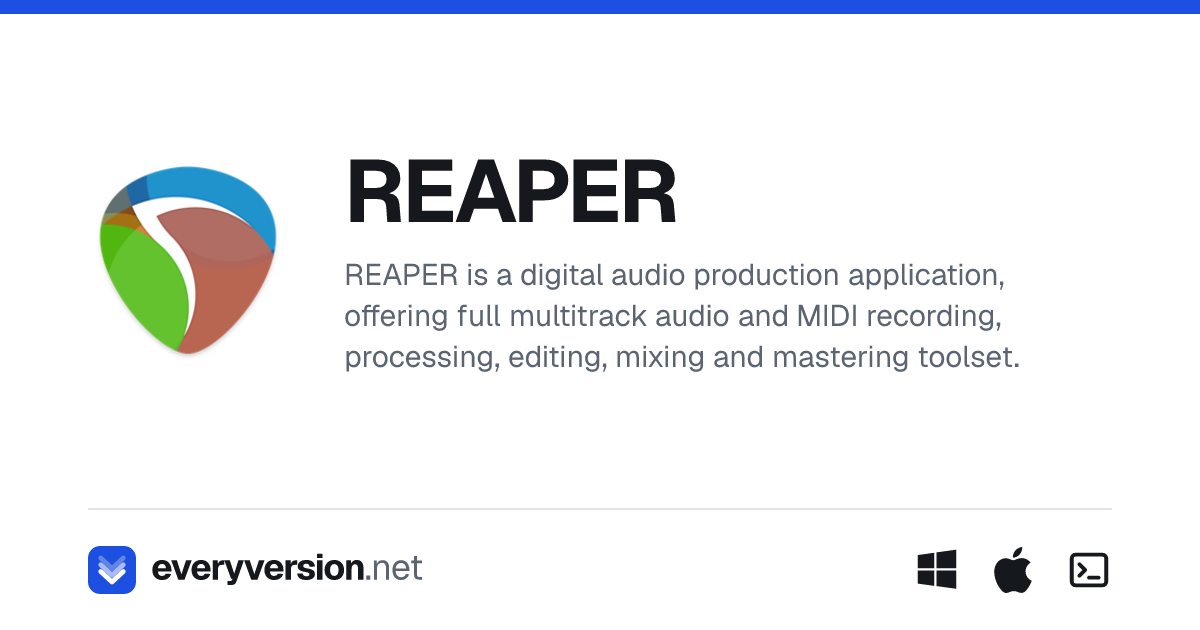 REAPER
REAPER is a digital audio production application,
offering full multitrack audio and MIDI recording,
processing, editing, mixing and mastering toolset.
everyversion.net